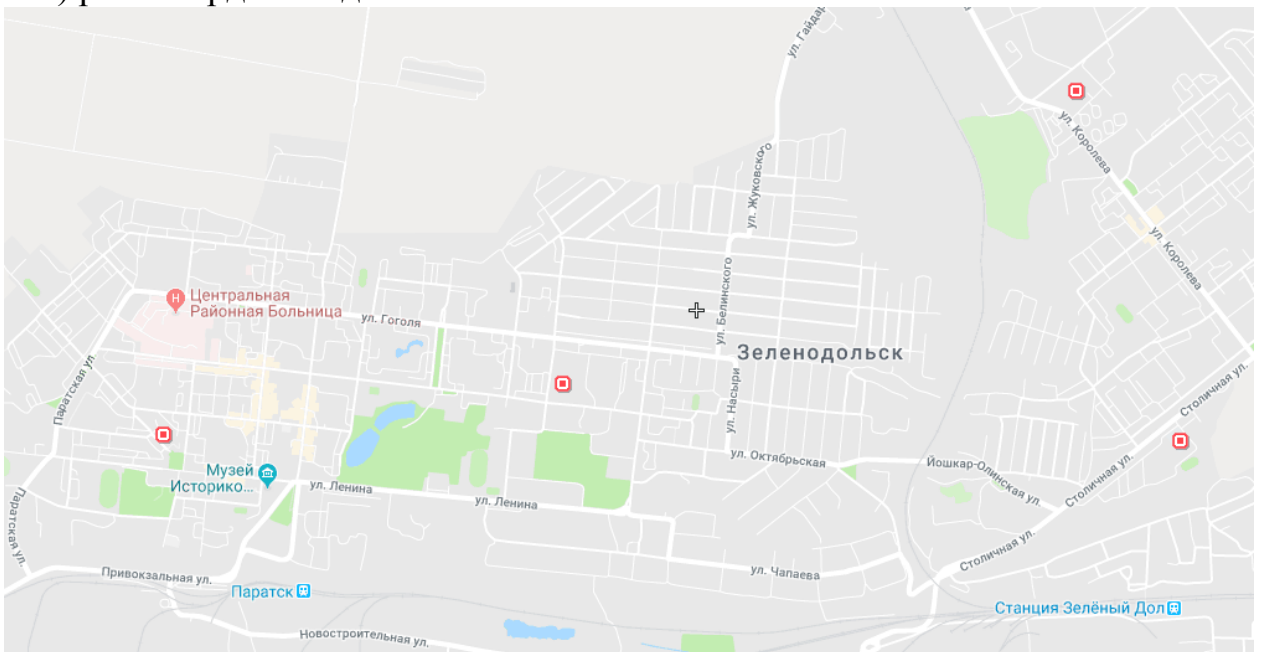 ул. Гайдар
ул. Королева
ул. Жуковского
ул. Королева
ул. Белинского
Центральная
Районная Больница
ул. Гоголя
Зеленодольск
Паратская ул.
ул. Насыри
Столичная ул.
ул. Октябрьская
Йошкар-Олинская ул.
Столичная ул.
Музей
Историко...
ул. Ленина
ул. Ленина
Паратская ул.
Столичная ул.
Привокзальная ул.
ул. Чапаева
Паратск
Станция Зелёный Дол
Новостроительная ул.
H